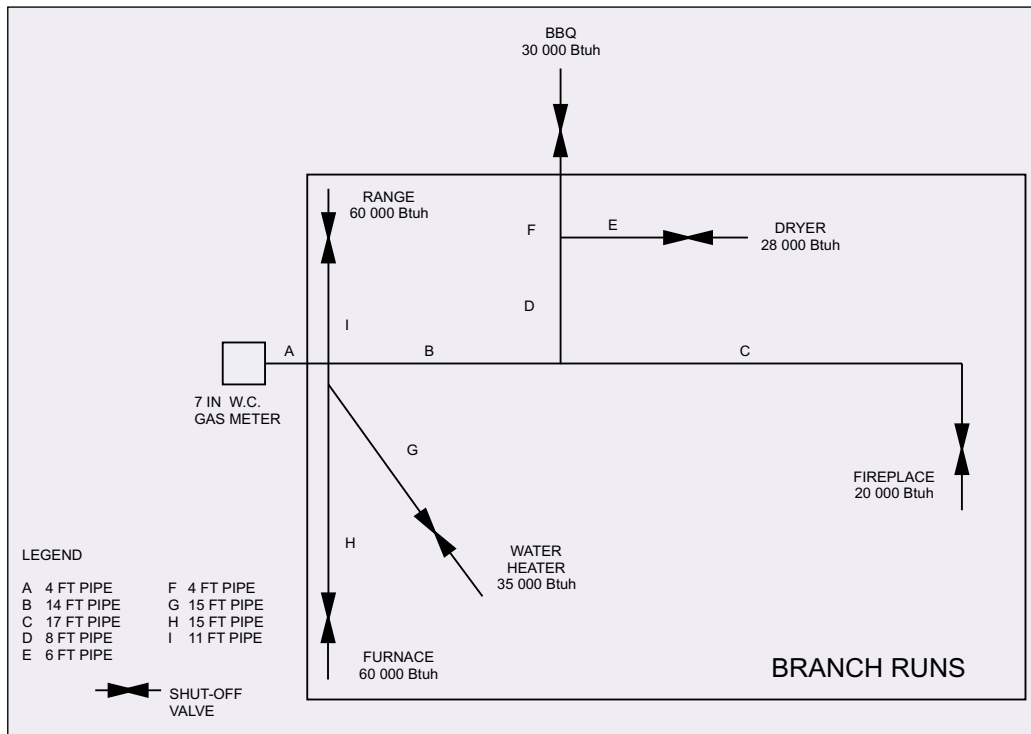 BBQ
30 000 Btuh
RANGE
60 000 Btuh
F
E
DRYER
28 000 Btuh
D
I
A
B
C
7 IN  W.C.
GAS METER
G
FIREPLACE
20 000 Btuh
H
WATER
HEATER
35 000 Btuh
LEGEND
A 4 FT PIPE
B 14 FT PIPE
C 17 FT PIPE
D 8 FT PIPE
E 6 FT PIPE
F 4 FT PIPE
G 15 FT PIPE
H 15 FT PIPE
I 11 FT PIPE
SHUT-OFF
VALVE
FURNACE
60 000 Btuh
BRANCH RUNS